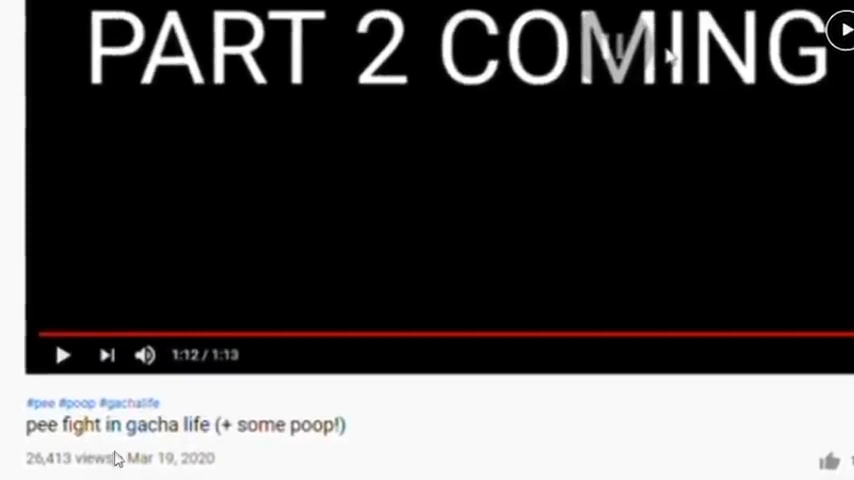 PART 2 COMING
1:12 / 1:13
#pee #poop #gachalife
pee fight in gacha life (+ some poop!)
26,413 views Mar 19, 2020